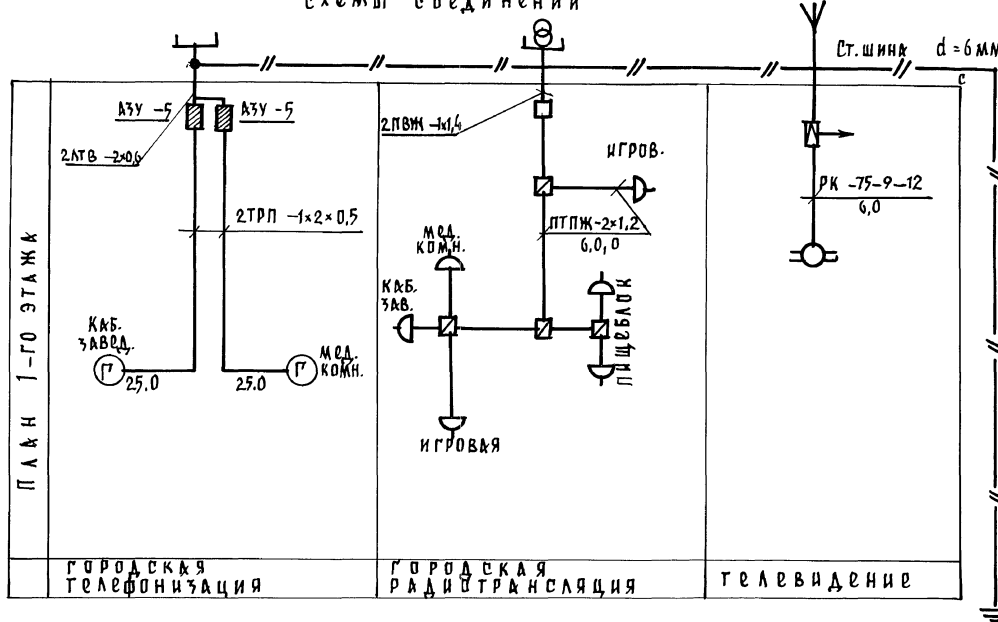 схемы соединений
Ст. шина d=6 мм
с
АЗУ -5
АЗУ -5
2ЛТВ -2×0,6
2ТРП -1×2×0,5
КАБ.
ЗАВЕД.
Г
25.0
25.0
Г
МЕД.
КОМН.
2ПВЖ -1×1,4
ИГРОВ.
ПТПЖ-2×1,2
6,0,0
МЕД.
КОМН.
КАБ.
ЗАВ.
ПИЩЕБЛОК
ИГРОВАЯ
РК -75-9-12
6,0
ПЛАН 1-ГО ЭТАЖА
ГОРОДСКАЯ
ТЕЛЕФОНИЗАЦИЯ
ГОРОДСКАЯ
РАДИОТРАНСЛЯЦИЯ
ТЕЛЕВИДЕНИЕ